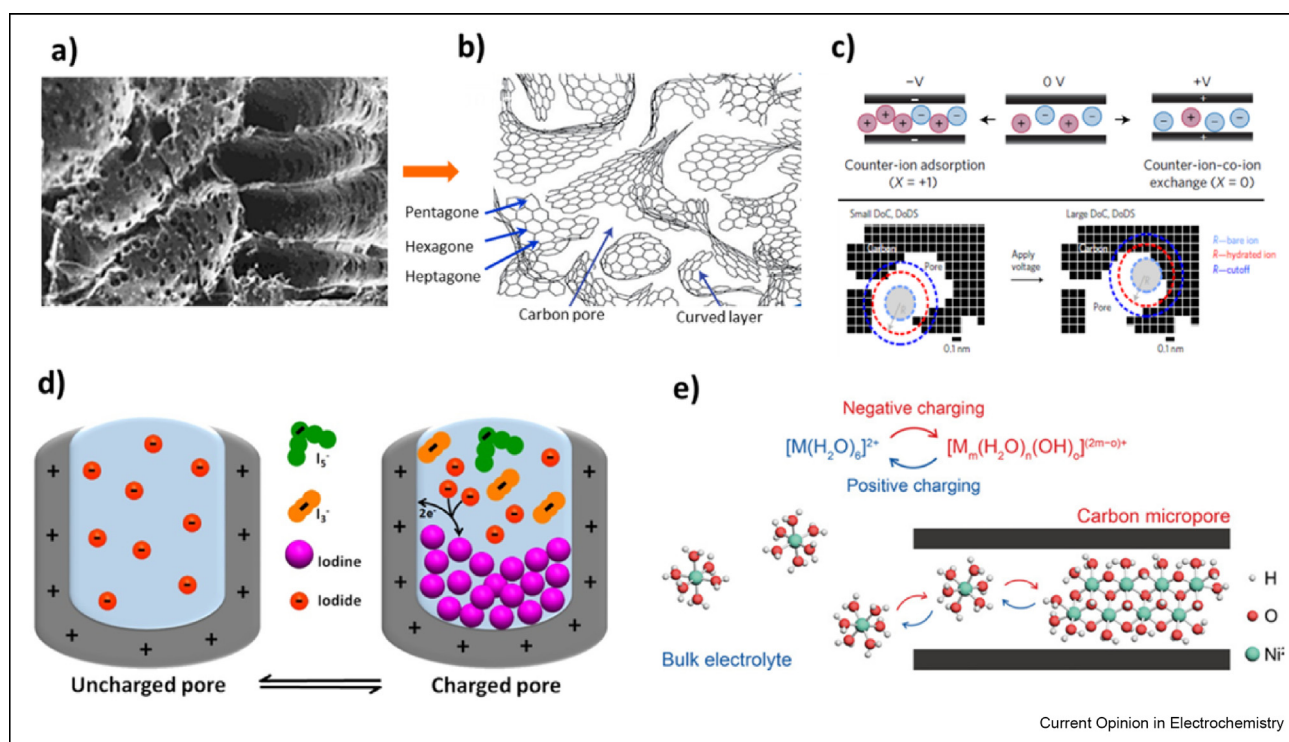 a)
b)
Pentagone
Hexagone
Heptagone
Carbon pore
Curved layer
c)
−V
0 V
+V
Counter-ion adsorption
(X = +1)
Counter-ion–co-ion
exchange (X = 0)
Small DoC, DoDS
Large DoC, DoDS
Carbon
Pore
Apply
voltage
Carbon
Pore
R—bare ion
R—hydrated ion
R—cutoff
0.1 nm
0.1 nm
d)
I5-
I3-
Iodine
Iodide
2e-
Uncharged pore
Charged pore
e)
Negative charging
[M(H2O)6]2+
[Mm(H2O)n(OH)o](2m−o)+
Positive charging
Carbon micropore
Bulk electrolyte
H
O
Current Opinion in Electrochemistry